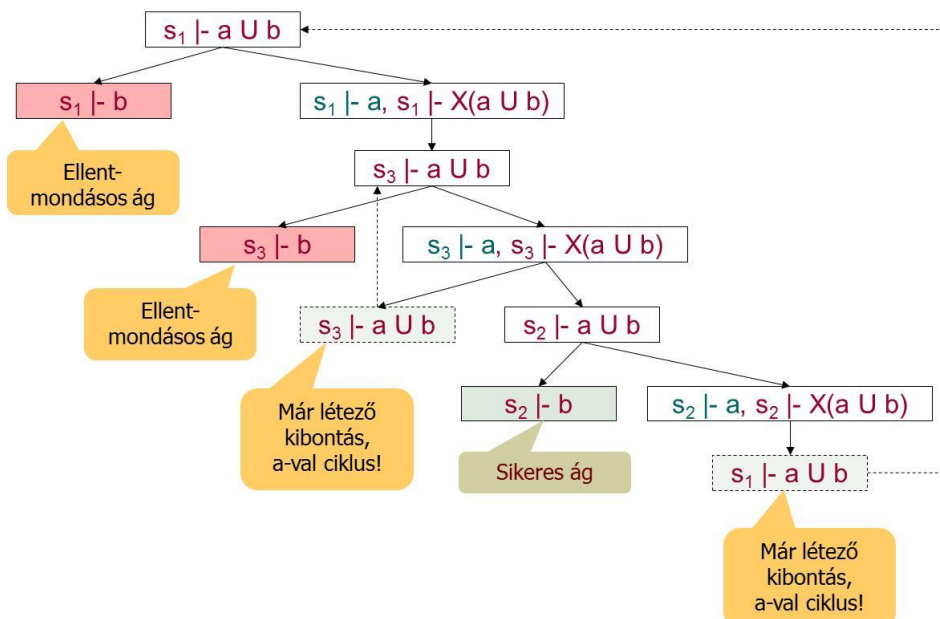 s₁ |- a U b
s₁ |- b
s₁ |- a, s₁ |- X(a U b)
Ellent-
mondásos ág
s₃ |- a U b
s₃ |- b
s₃ |- a, s₃ |- X(a U b)
Ellent-
mondásos ág
s₃ |- a U b
s₂ |- a U b
Már létező
kibontás,
a-val ciklus!
s₂ |- b
s₂ |- a, s₂ |- X(a U b)
Sikeres ág
s₁ |- a U b
Már létező
kibontás,
a-val ciklus!